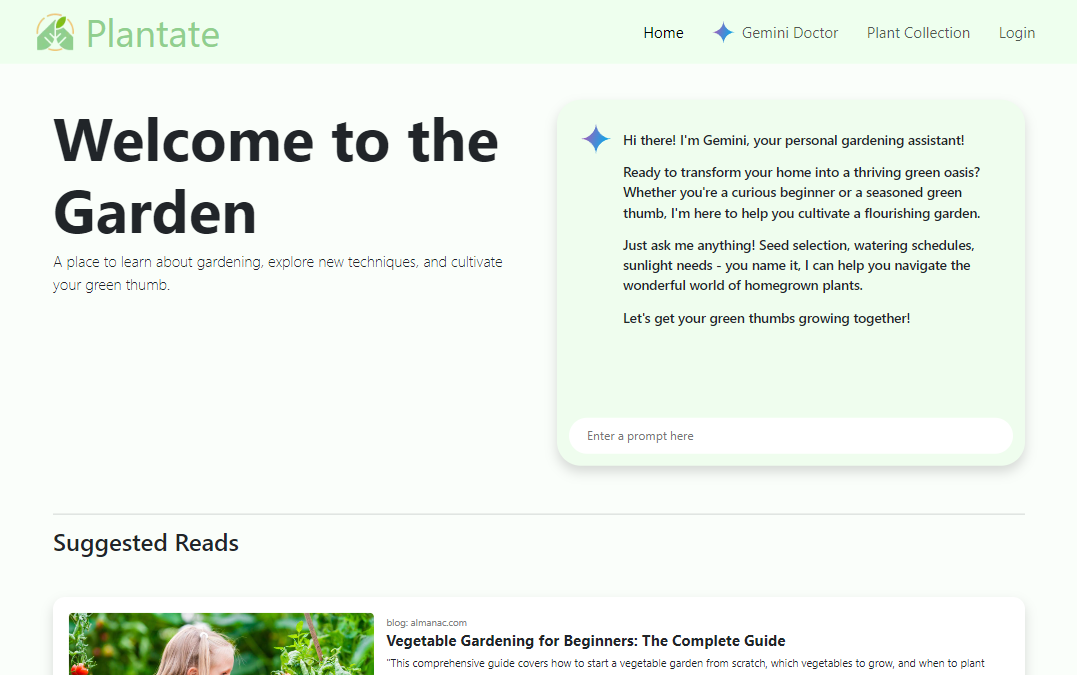 Plantate
Home
Gemini Doctor
Plant Collection
Login
Welcome to the
Garden
A place to learn about gardening, explore new techniques, and cultivate
your green thumb.
Hi there! I'm Gemini, your personal gardening assistant!
Ready to transform your home into a thriving green oasis?
Whether you're a curious beginner or a seasoned green
thumb, I'm here to help you cultivate a flourishing garden.
Just ask me anything! Seed selection, watering schedules,
sunlight needs - you name it, I can help you navigate the
wonderful world of homegrown plants.
Let's get your green thumbs growing together!
Enter a prompt here
Suggested Reads
blog: almanac.com
Vegetable Gardening for Beginners: The Complete Guide
"This comprehensive guide covers how to start a vegetable garden from scratch, which vegetables to grow, and when to plant